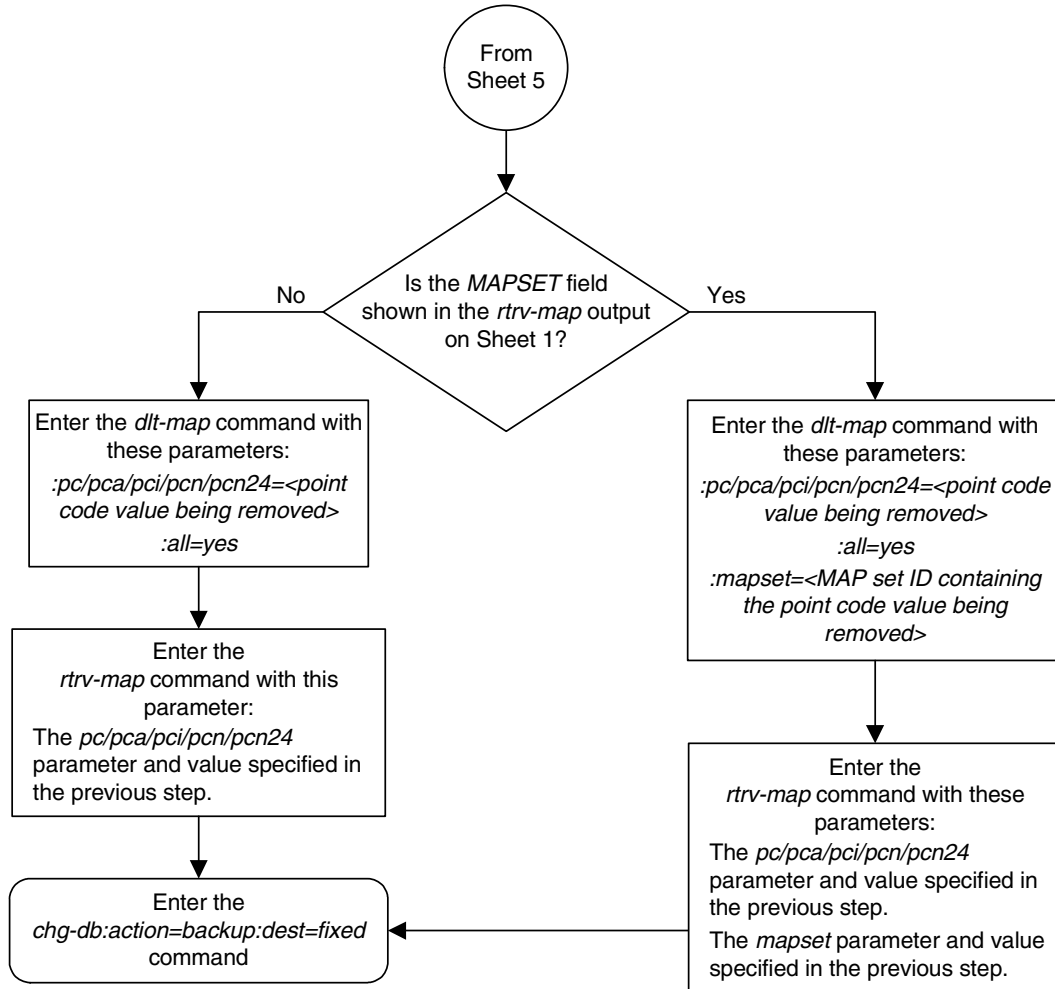 From
Sheet 5
Is the MAPSET field
shown in the rtrv-map output
on Sheet 1?
No
Yes
Enter the dlt-map command with
these parameters:
:pc/pca/pci/pcn/pcn24=<point
code value being removed>
:all=yes
Enter the
rtrv-map command with this
parameter:
The pc/pca/pci/pcn/pcn24
parameter and value specified in
the previous step.
Enter the
chg-db:action=backup:dest=fixed
command
Enter the dlt-map command with
these parameters:
:pc/pca/pci/pcn/pcn24=<point code
value being removed>
:all=yes
:mapset=<MAP set ID containing
the point code value being
removed>
Enter the
rtrv-map command with these
parameters:
The pc/pca/pci/pcn/pcn24
parameter and value specified in
the previous step.
The mapset parameter and value
specified in the previous step.